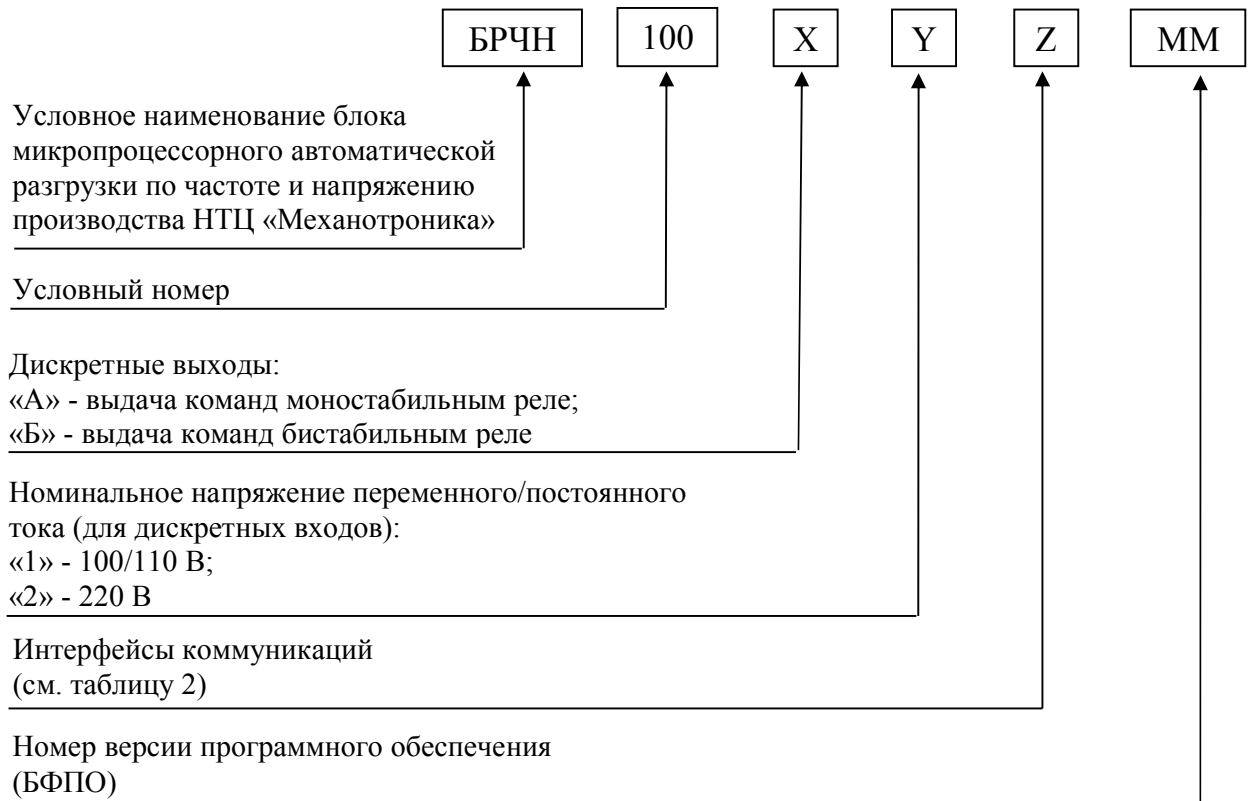 БРЧН 100 X Y Z ММ
Условное наименование блока
микропроцессорного автоматической
разгрузки по частоте и напряжению
производства НТЦ «Механотроника»
Условный номер
Дискретные выходы:
«А» - выдача команд моностабильным реле;
«Б» - выдача команд бистабильным реле
Номинальное напряжение переменного/постоянного
тока (для дискретных входов):
«1» - 100/110 В;
«2» - 220 В
Интерфейсы коммуникаций
(см. таблицу 2)
Номер версии программного обеспечения
(БФПО)